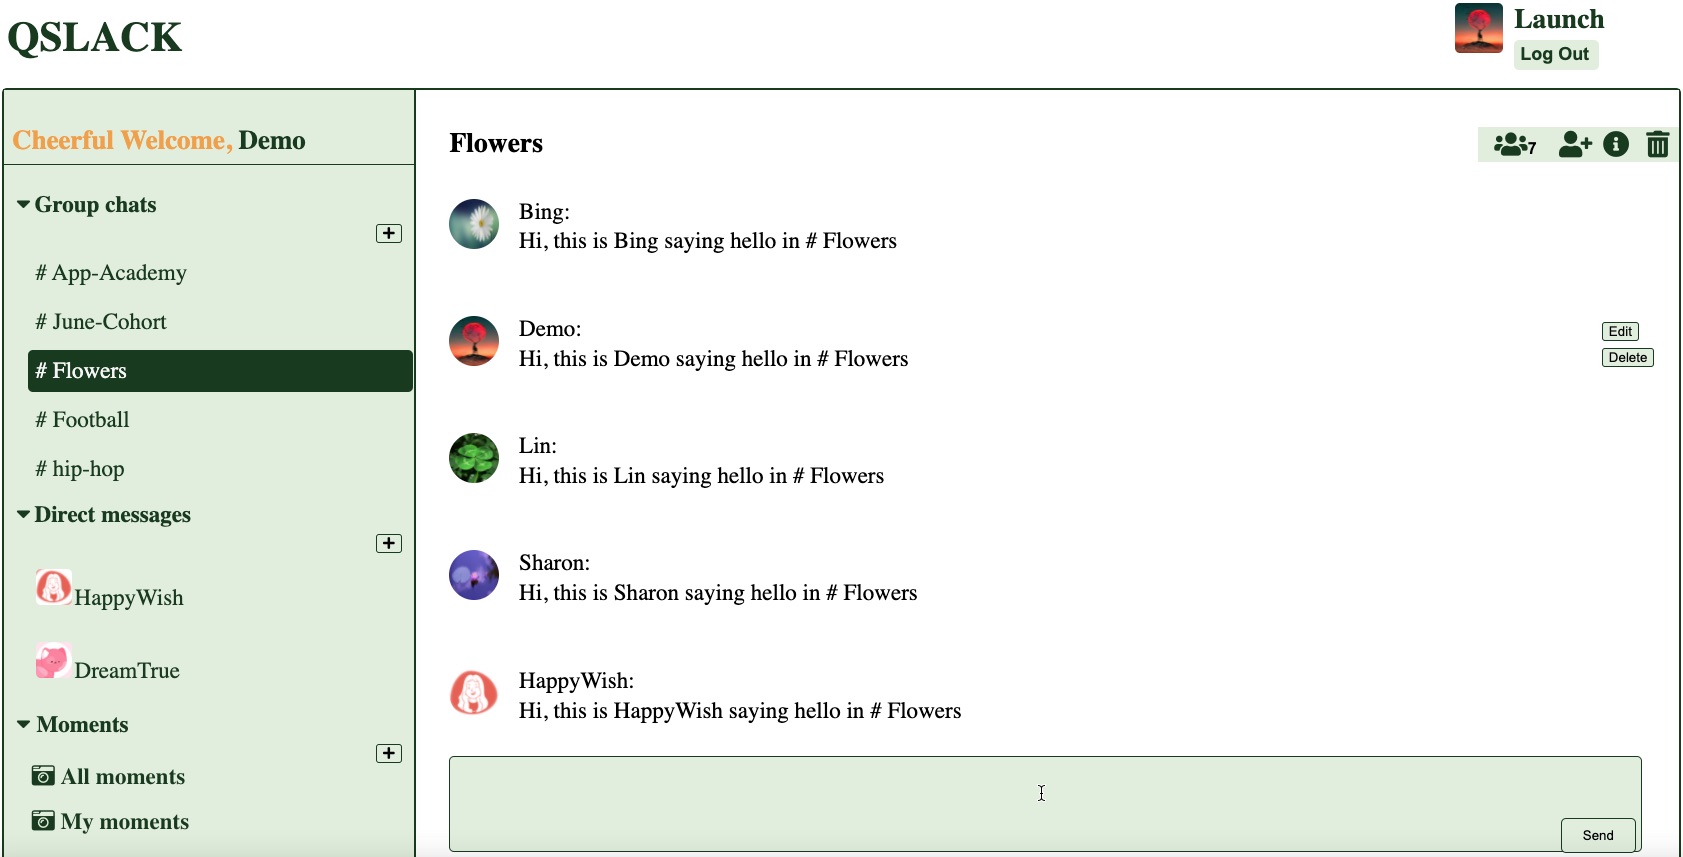 QSLACK
Launch
Log Out
Cheerful Welcome, Demo
Group chats
# App-Academy
# June-Cohort
# Flowers
# Football
# hip-hop
Direct messages
HappyWish
DreamTrue
Moments
All moments
My moments
Flowers
7
Bing:
Hi, this is Bing saying hello in # Flowers
Demo:
Hi, this is Demo saying hello in # Flowers
Edit
Delete
Lin:
Hi, this is Lin saying hello in # Flowers
Sharon:
Hi, this is Sharon saying hello in # Flowers
HappyWish:
Hi, this is HappyWish saying hello in # Flowers
Send